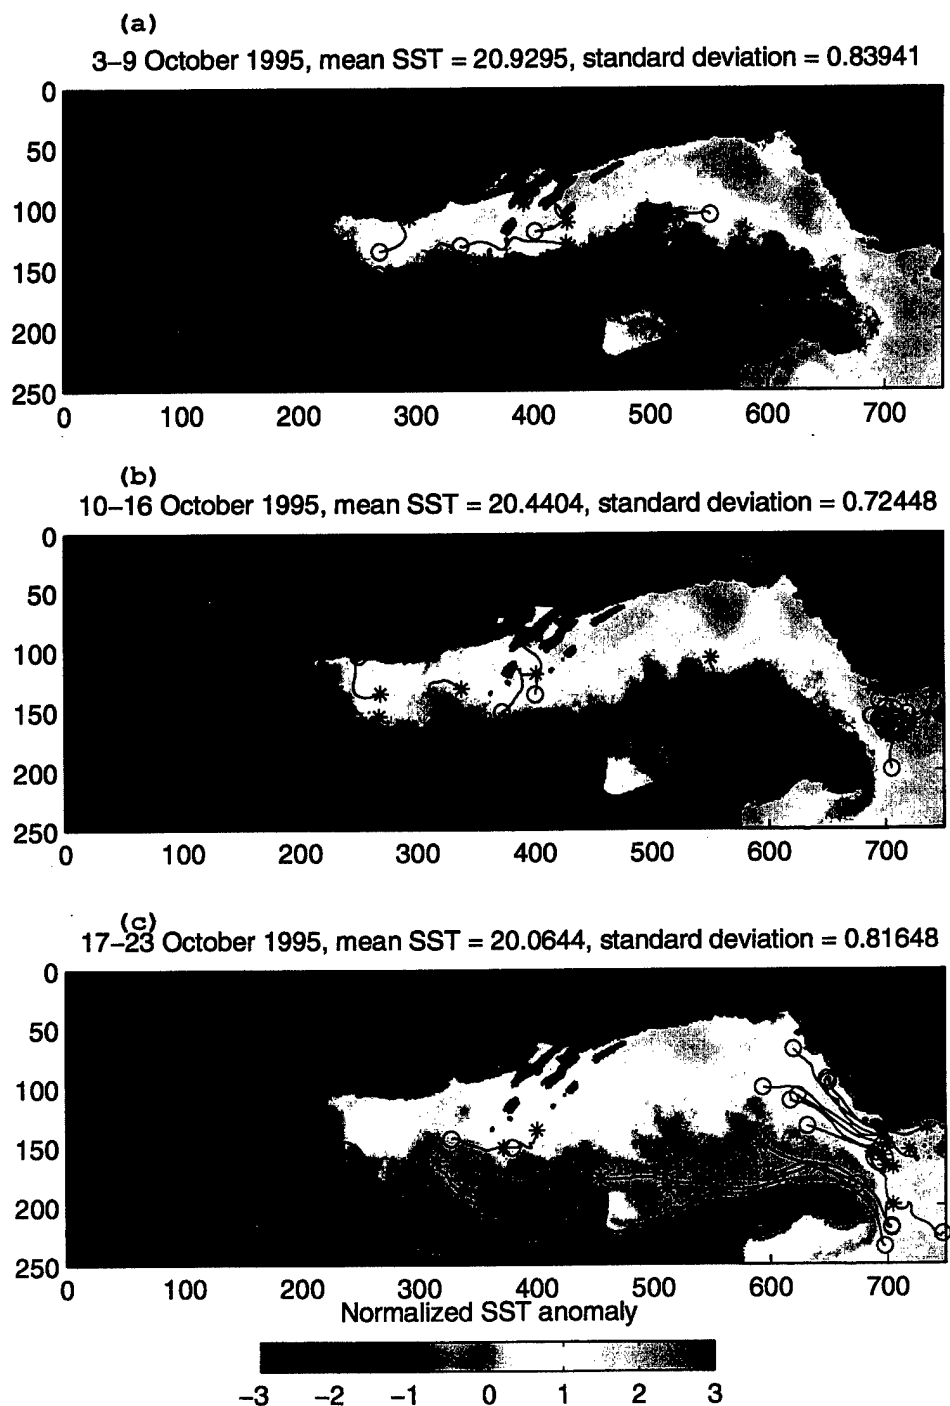 (a)
3–9 October 1995, mean SST = 20.9295, standard deviation = 0.83941
0
50
100
150
200
250
0 100 200 300 400 500 600 700
(b)
10–16 October 1995, mean SST = 20.4404, standard deviation = 0.72448
0
50
100
150
200
250
0 100 200 300 400 500 600 700
(c)
17–23 October 1995, mean SST = 20.0644, standard deviation = 0.81648
0
50
100
150
200
250
0 100 200 300 400 500 600 700
Normalized SST anomaly
−3 −2 −1 0 1 2 3